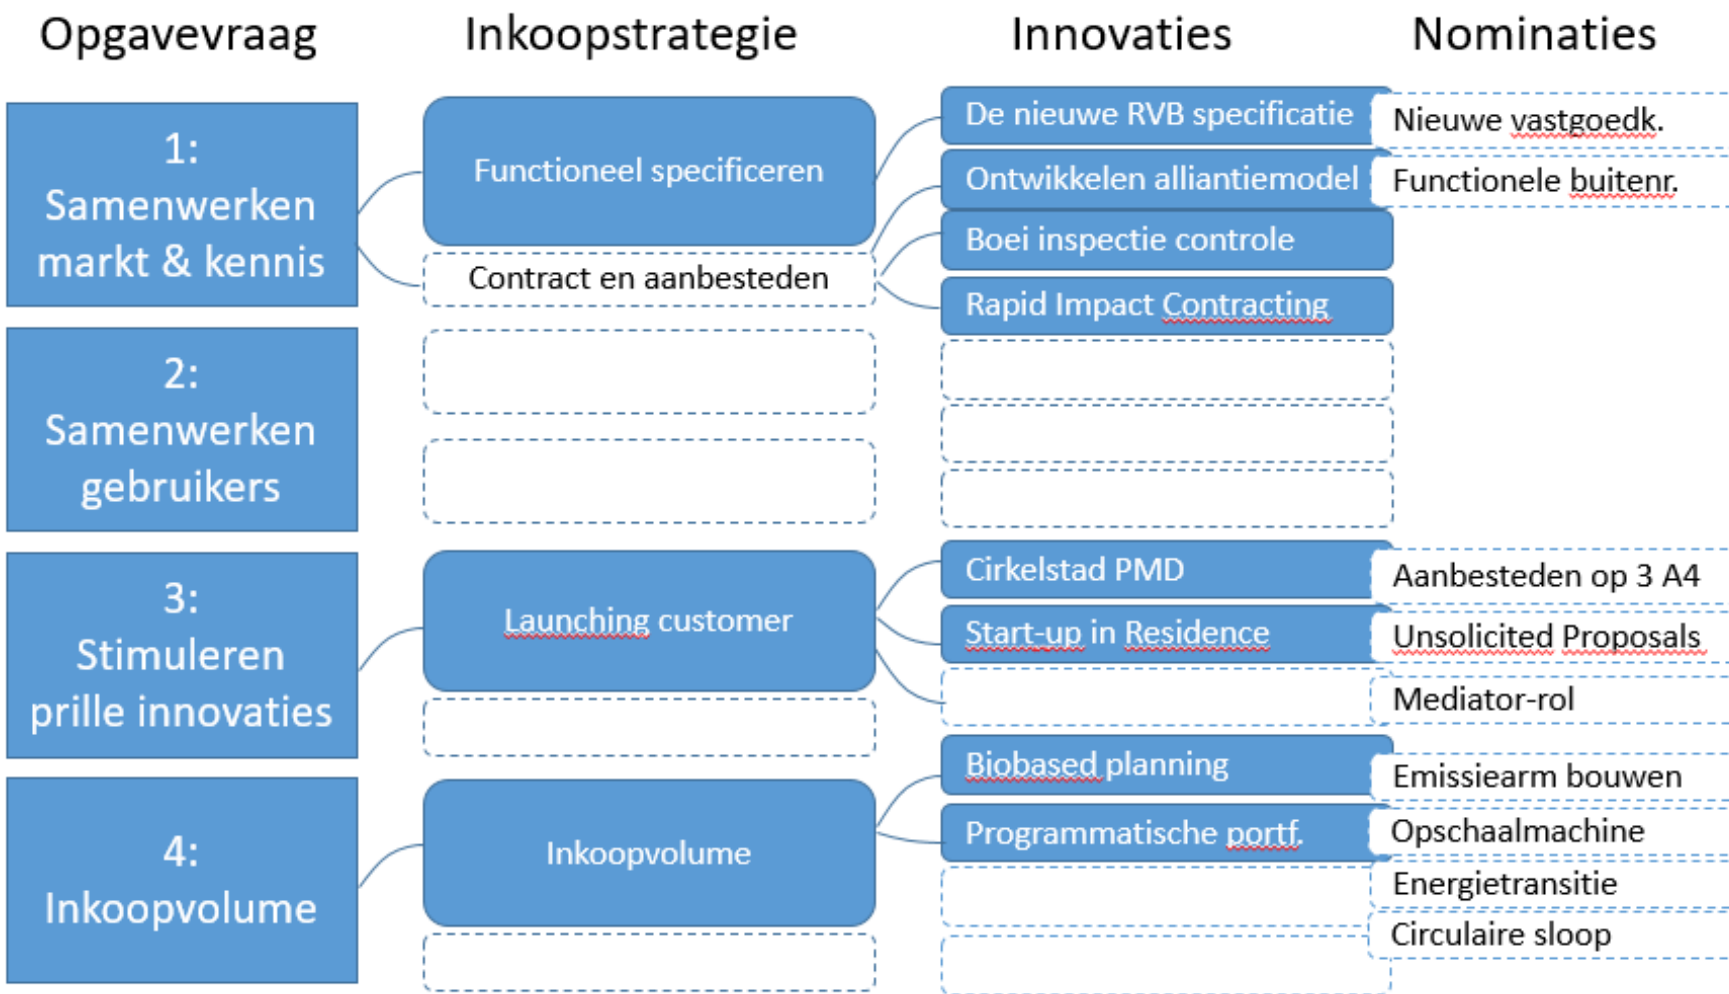 Opgavevraag
Inkoopstrategie
Innovaties
Nominaties
1:
Samenwerken
markt & kennis
2:
Samenwerken
gebruikers
3:
Stimuleren
prille innovaties
4:
Inkoopvolume
Functioneel specificeren
Contract en aanbesteden
Launching customer
Inkoopvolume
De nieuwe RVB specificatie
Ontwikkelen alliantiemodel
Boei inspectie controle
Rapid Impact Contracting
Cirkelstad PMD
Start-up in Residence
Biobased planning
Programmatische portf.
Nieuwe vastgoedk.
Functionele buitenr.
Aanbesteden op 3 A4
Unsolicited Proposals
Mediator-rol
Emissiearm bouwen
Opschaalmachine
Energietransitie
Circulaire sloop